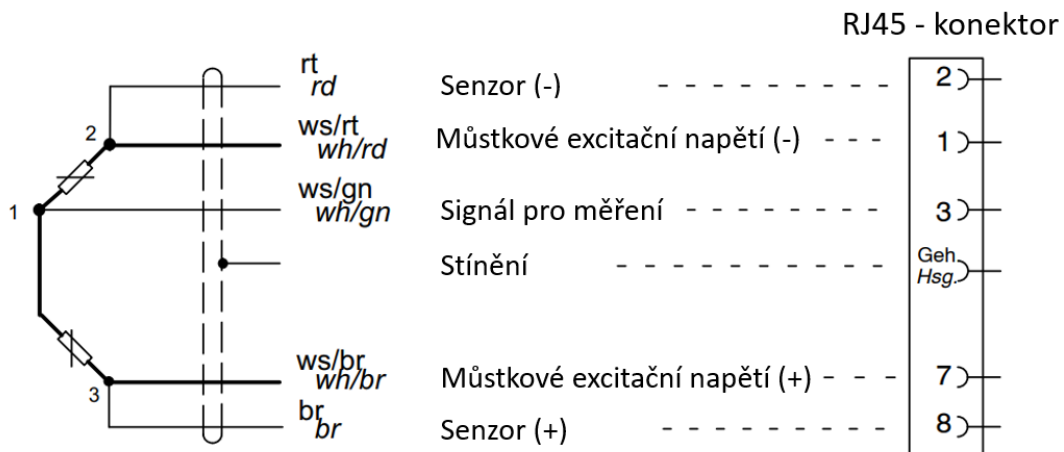 RJ45 - konektor
rt
rd
Senzor (-)
2
2
ws/rt
wh/rd
Můstkové excitační napětí (-)
1
1
ws/gn
wh/gn
Signál pro měření
3
Stínění
Geh.
Hsg.
ws/br
wh/br
Můstkové excitační napětí (+)
7
3
br
br
Senzor (+)
8